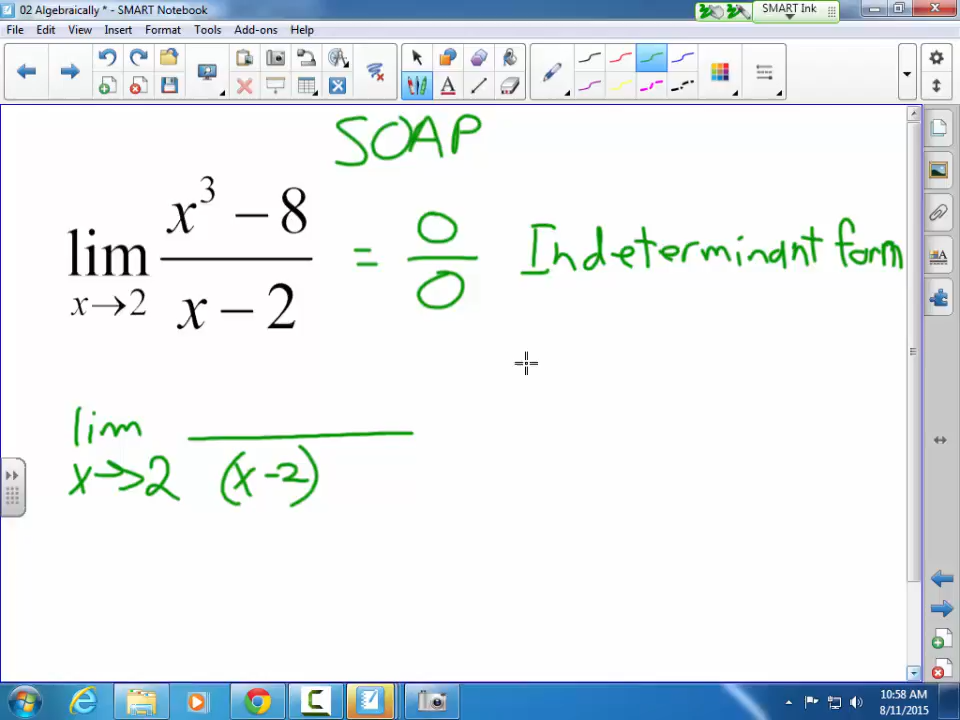 02 Algebraically * - SMART Notebook
SMART Ink
File Edit View Insert Format Tools Add-ons Help
SOAP
lim x→2 x³ − 8 / x − 2 = 0/0 Indeterminant form
lim x→2 / (x-2)
10:58 AM
8/11/2015